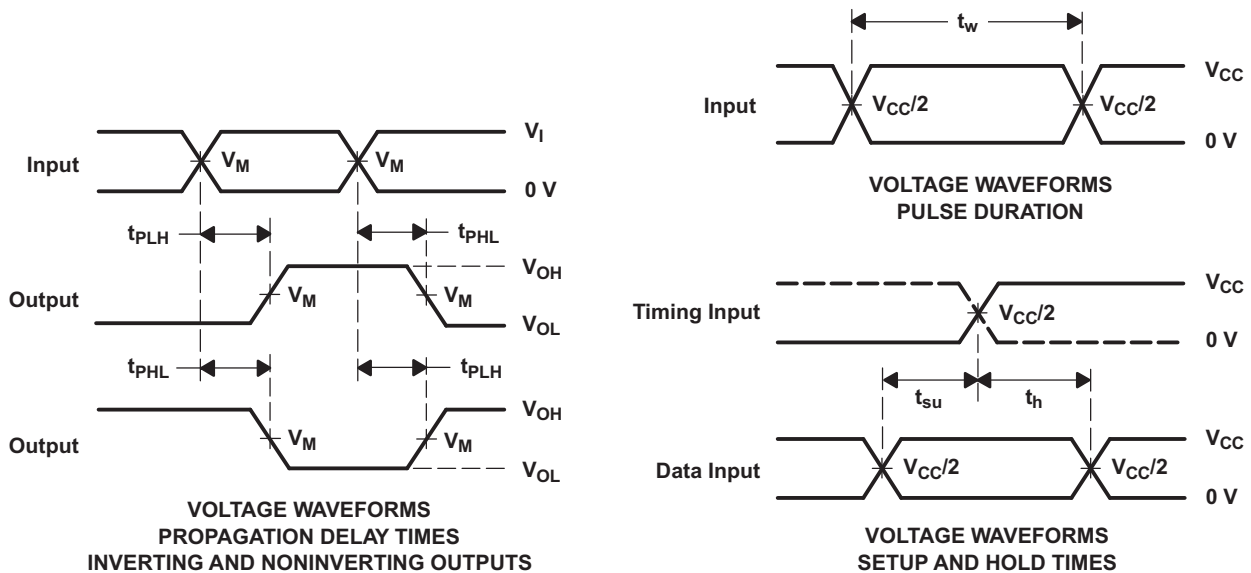 Input
V_I
V_M
V_M
0 V
t_PLH
t_PHL
Output
V_OH
V_M
V_M
V_OL
t_PHL
t_PLH
Output
V_OH
V_M
V_M
V_OL
VOLTAGE WAVEFORMS
PROPAGATION DELAY TIMES
INVERTING AND NONINVERTING OUTPUTS
t_w
Input
V_CC
V_CC/2
V_CC/2
0 V
VOLTAGE WAVEFORMS
PULSE DURATION
Timing Input
V_CC
V_CC/2
0 V
t_su
t_h
Data Input
V_CC
V_CC/2
V_CC/2
0 V
VOLTAGE WAVEFORMS
SETUP AND HOLD TIMES